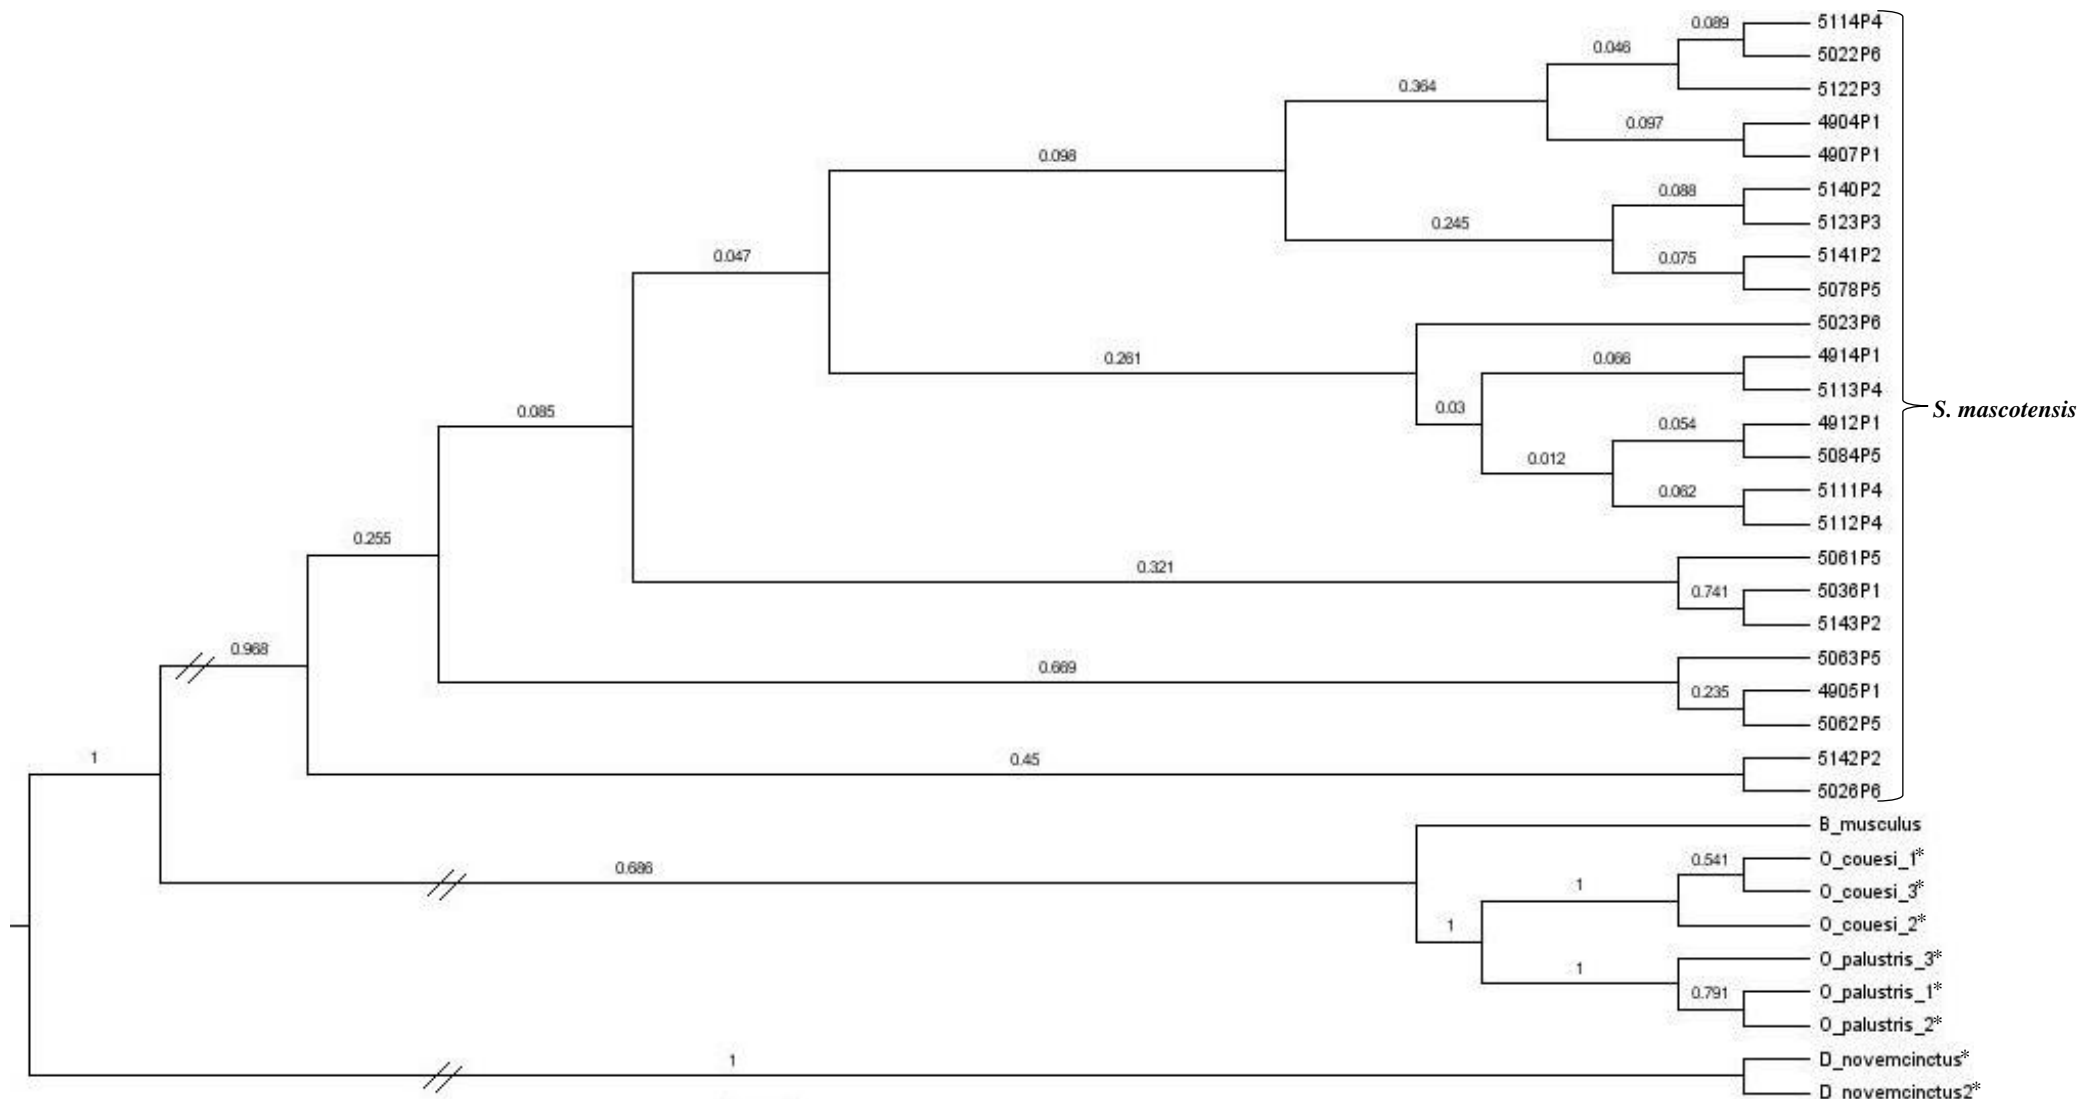 0.089
5114P4
0.046
5022P6
0.364
5122P3
0.097
4904P1
0.098
4907P1
0.088
5140P2
0.245
5123P3
0.047
0.075
5141P2
5078P5
5023P6
0.261
0.066
4914P1
5113P4
0.03
S. mascotensis
0.085
0.054
4912P1
0.012
5084P5
0.062
5111P4
5112P4
0.255
5061P5
0.321
0.741
5036P1
5143P2
0.968
5063P5
0.669
0.235
4905P1
5062P5
1
0.45
5142P2
5026P6
B_musculus
0.686
0.541
O_couesi_1*
1
O_couesi_3*
1
O_couesi_2*
O_palustris_3*
1
0.791
O_palustris_1*
O_palustris_2*
1
D_novemcinctus*
D_novemcinctus2*